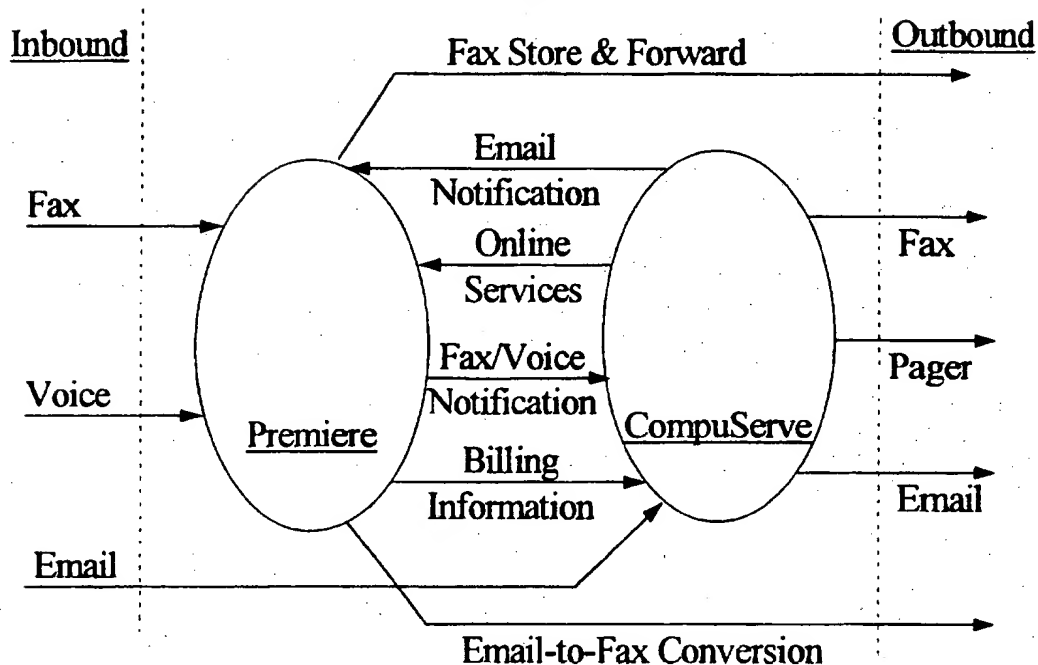 Inbound
Outbound
Fax Store & Forward
Email
Notification
Fax
Fax
Online
Services
Fax/Voice
Notification
Pager
Voice
Premiere
CompuServe
Billing
Information
Email
Email
Email-to-Fax Conversion